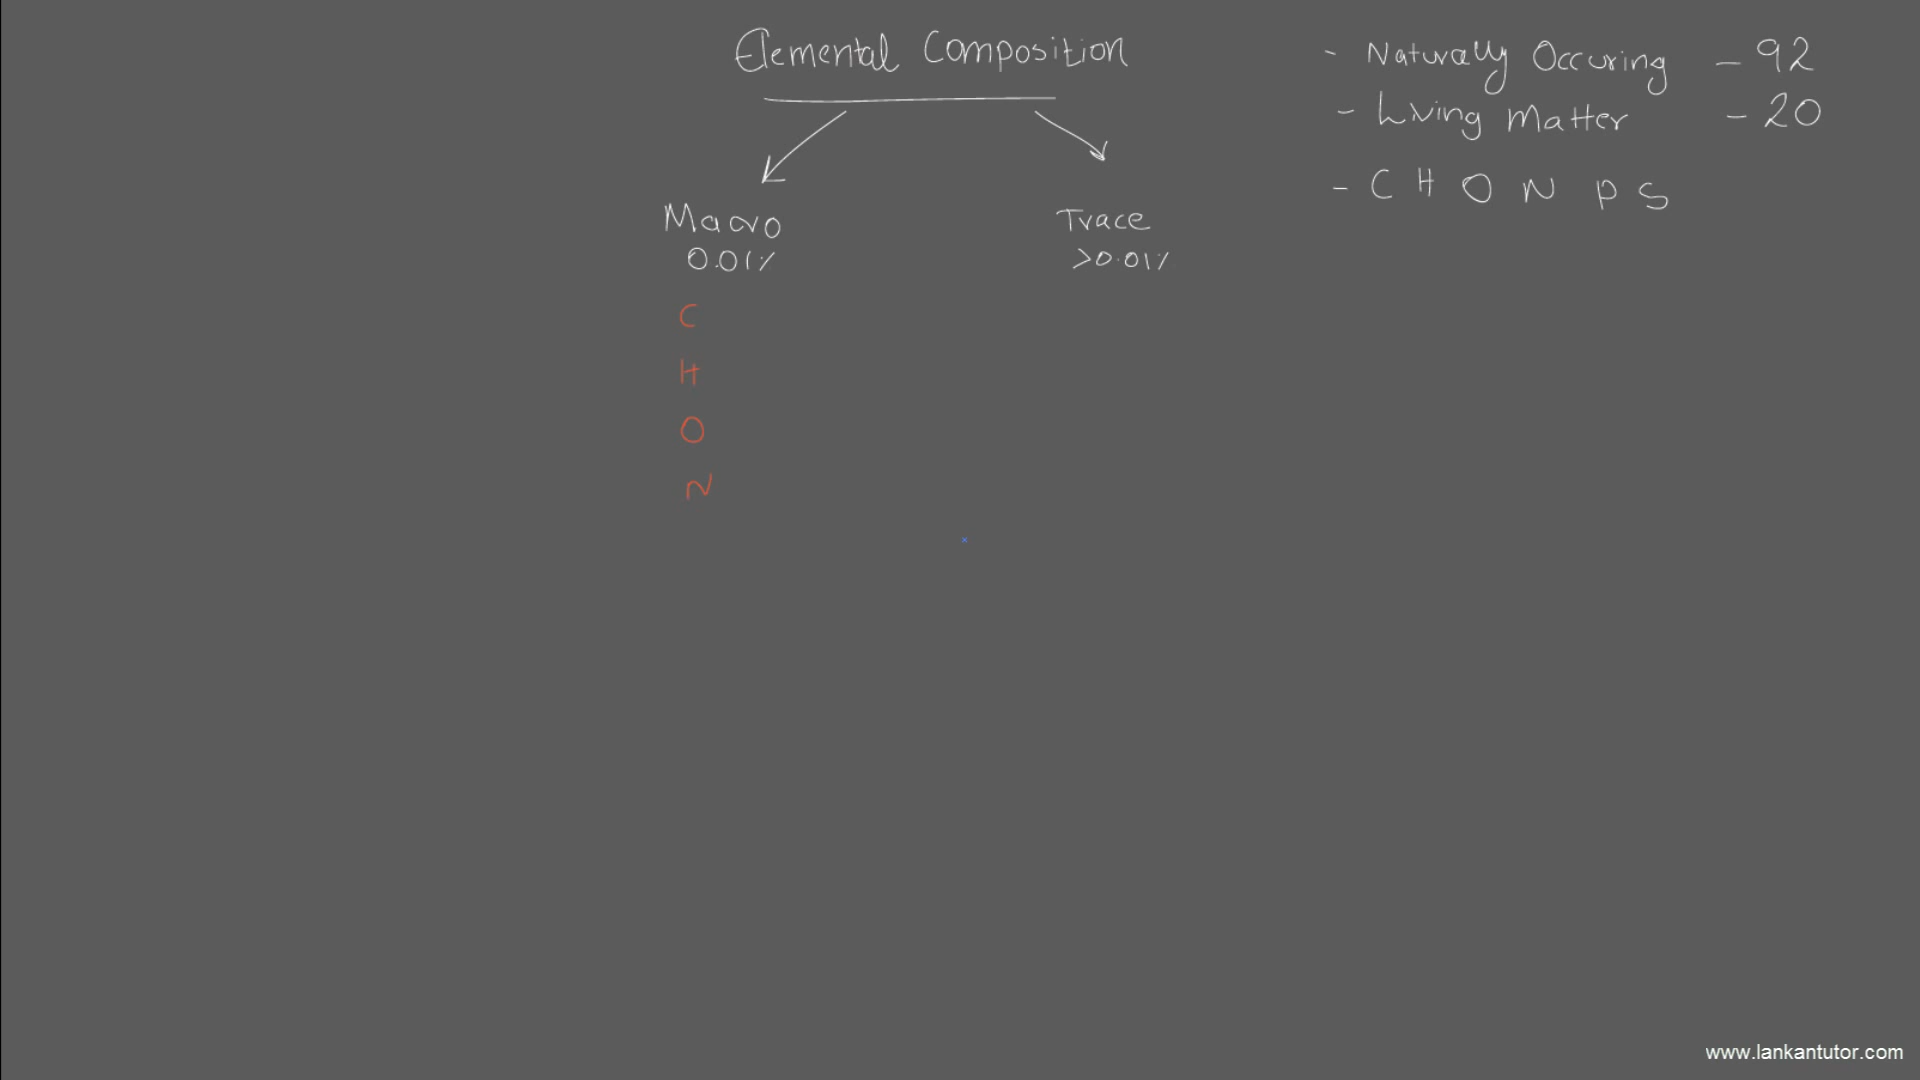 Elemental Composition
Macro
0.01%
C
H
O
N
Trace
>0.01%
- Naturally Occuring - 92
- Living Matter - 20
- C H O N P S
www.lankantutor.com